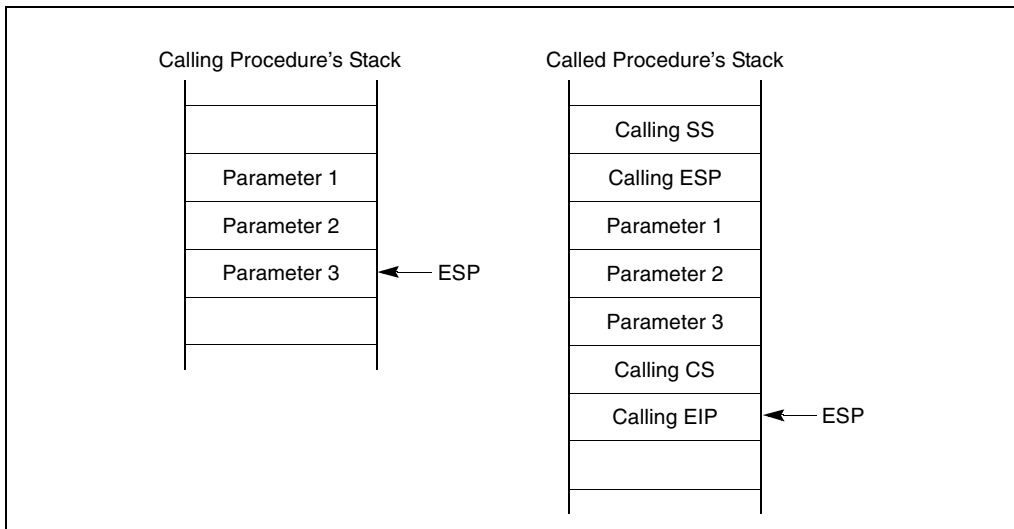 Calling Procedure's Stack
Parameter 1
Parameter 2
Parameter 3
ESP
Called Procedure's Stack
Calling SS
Calling ESP
Parameter 1
Parameter 2
Parameter 3
Calling CS
Calling EIP
ESP